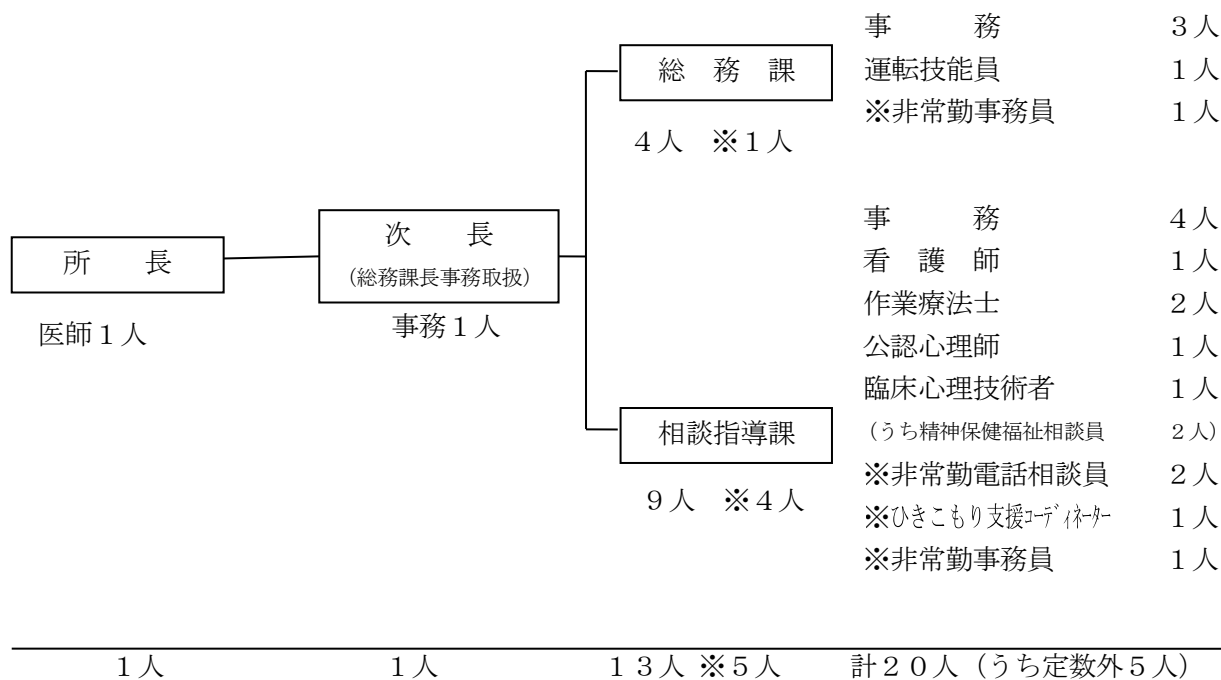 所　長
医師１人
次　長
（総務課長事務取扱）
事務１人
総　務　課
４人　※１人
事　　務　３人
運転技能員　１人
※非常勤事務員　１人
相談指導課
９人　※４人
事　　務　４人
看　護　師　１人
作業療法士　２人
公認心理師　１人
臨床心理技術者　１人
（うち精神保健福祉相談員　２人）
※非常勤電話相談員　２人
※ひきこもり支援ｺｰﾃﾞｨﾈｰﾀｰ　１人
※非常勤事務員　１人
１人　１人　１３人 ※５人　計２０人（うち定数外５人）